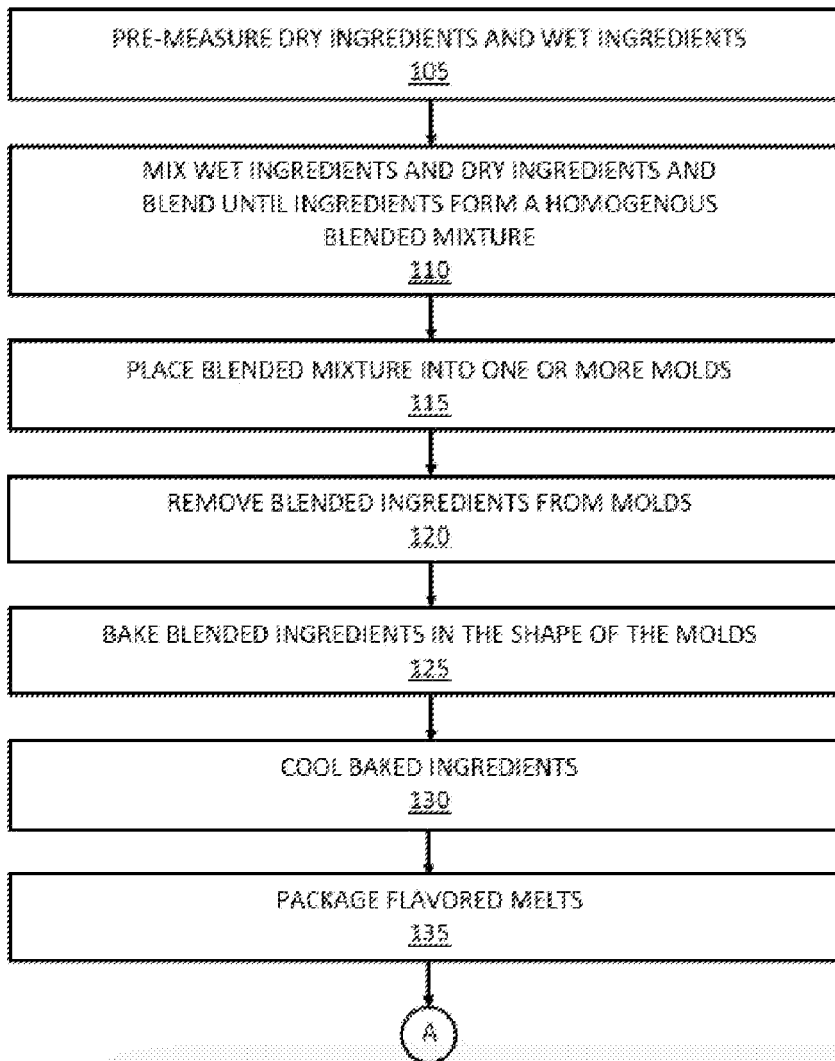 PRE-MEASURE DRY INGREDIENTS AND WET INGREDIENTS
105
MIX WET INGREDIENTS AND DRY INGREDIENTS AND
BLEND UNTIL INGREDIENTS FORM A HOMOGENOUS
BLENDED MIXTURE
110
PLACE BLENDED MIXTURE INTO ONE OR MORE MOLDS
115
REMOVE BLENDED INGREDIENTS FROM MOLDS
120
BAKE BLENDED INGREDIENTS IN THE SHAPE OF THE MOLDS
125
COOL BAKED INGREDIENTS
130
PACKAGE FLAVORED MELTS
135
A